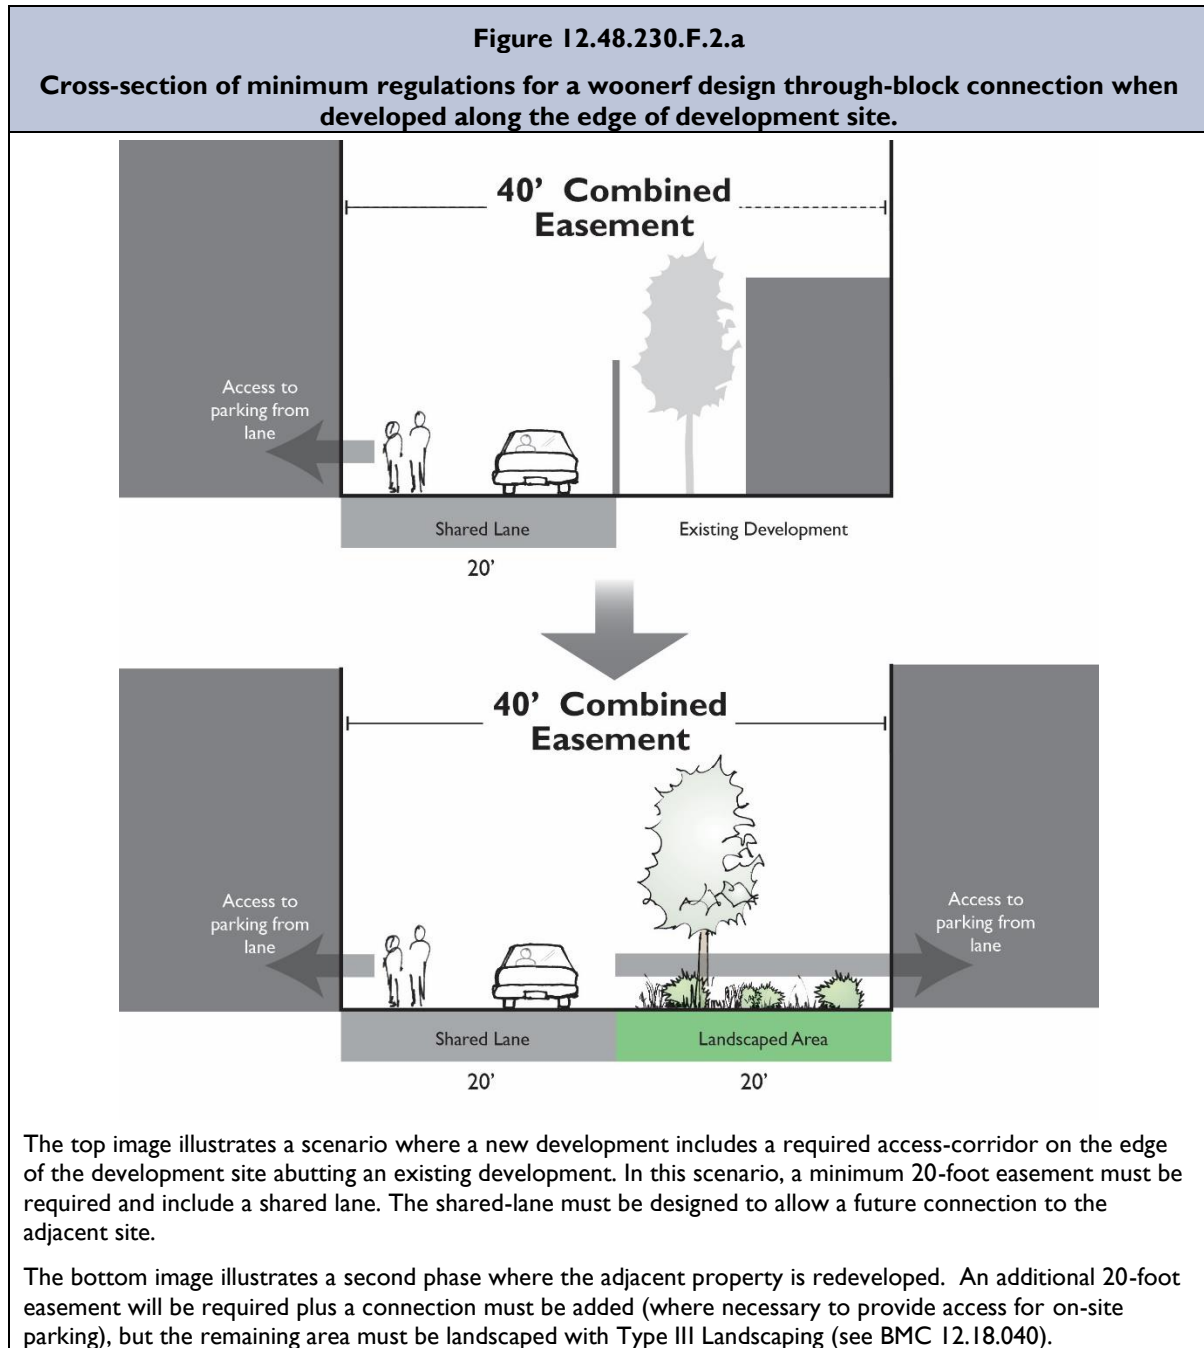 Figure 12.48.230.F.2.a
Cross-section of minimum regulations for a woonerf design through-block connection when
developed along the edge of development site.
40' Combined
Easement
Access to
parking from
lane
Shared Lane
Existing Development
20'
40' Combined
Easement
Access to
parking from
lane
Access to
parking from
lane
Shared Lane
Landscaped Area
20'
20'
The top image illustrates a scenario where a new development includes a required access-corridor on the edge
of the development site abutting an existing development. In this scenario, a minimum 20-foot easement must be
required and include a shared lane. The shared-lane must be designed to allow a future connection to the
adjacent site.
The bottom image illustrates a second phase where the adjacent property is redeveloped.  An additional 20-foot
easement will be required plus a connection must be added (where necessary to provide access for on-site
parking), but the remaining area must be landscaped with Type III Landscaping (see BMC 12.18.040).